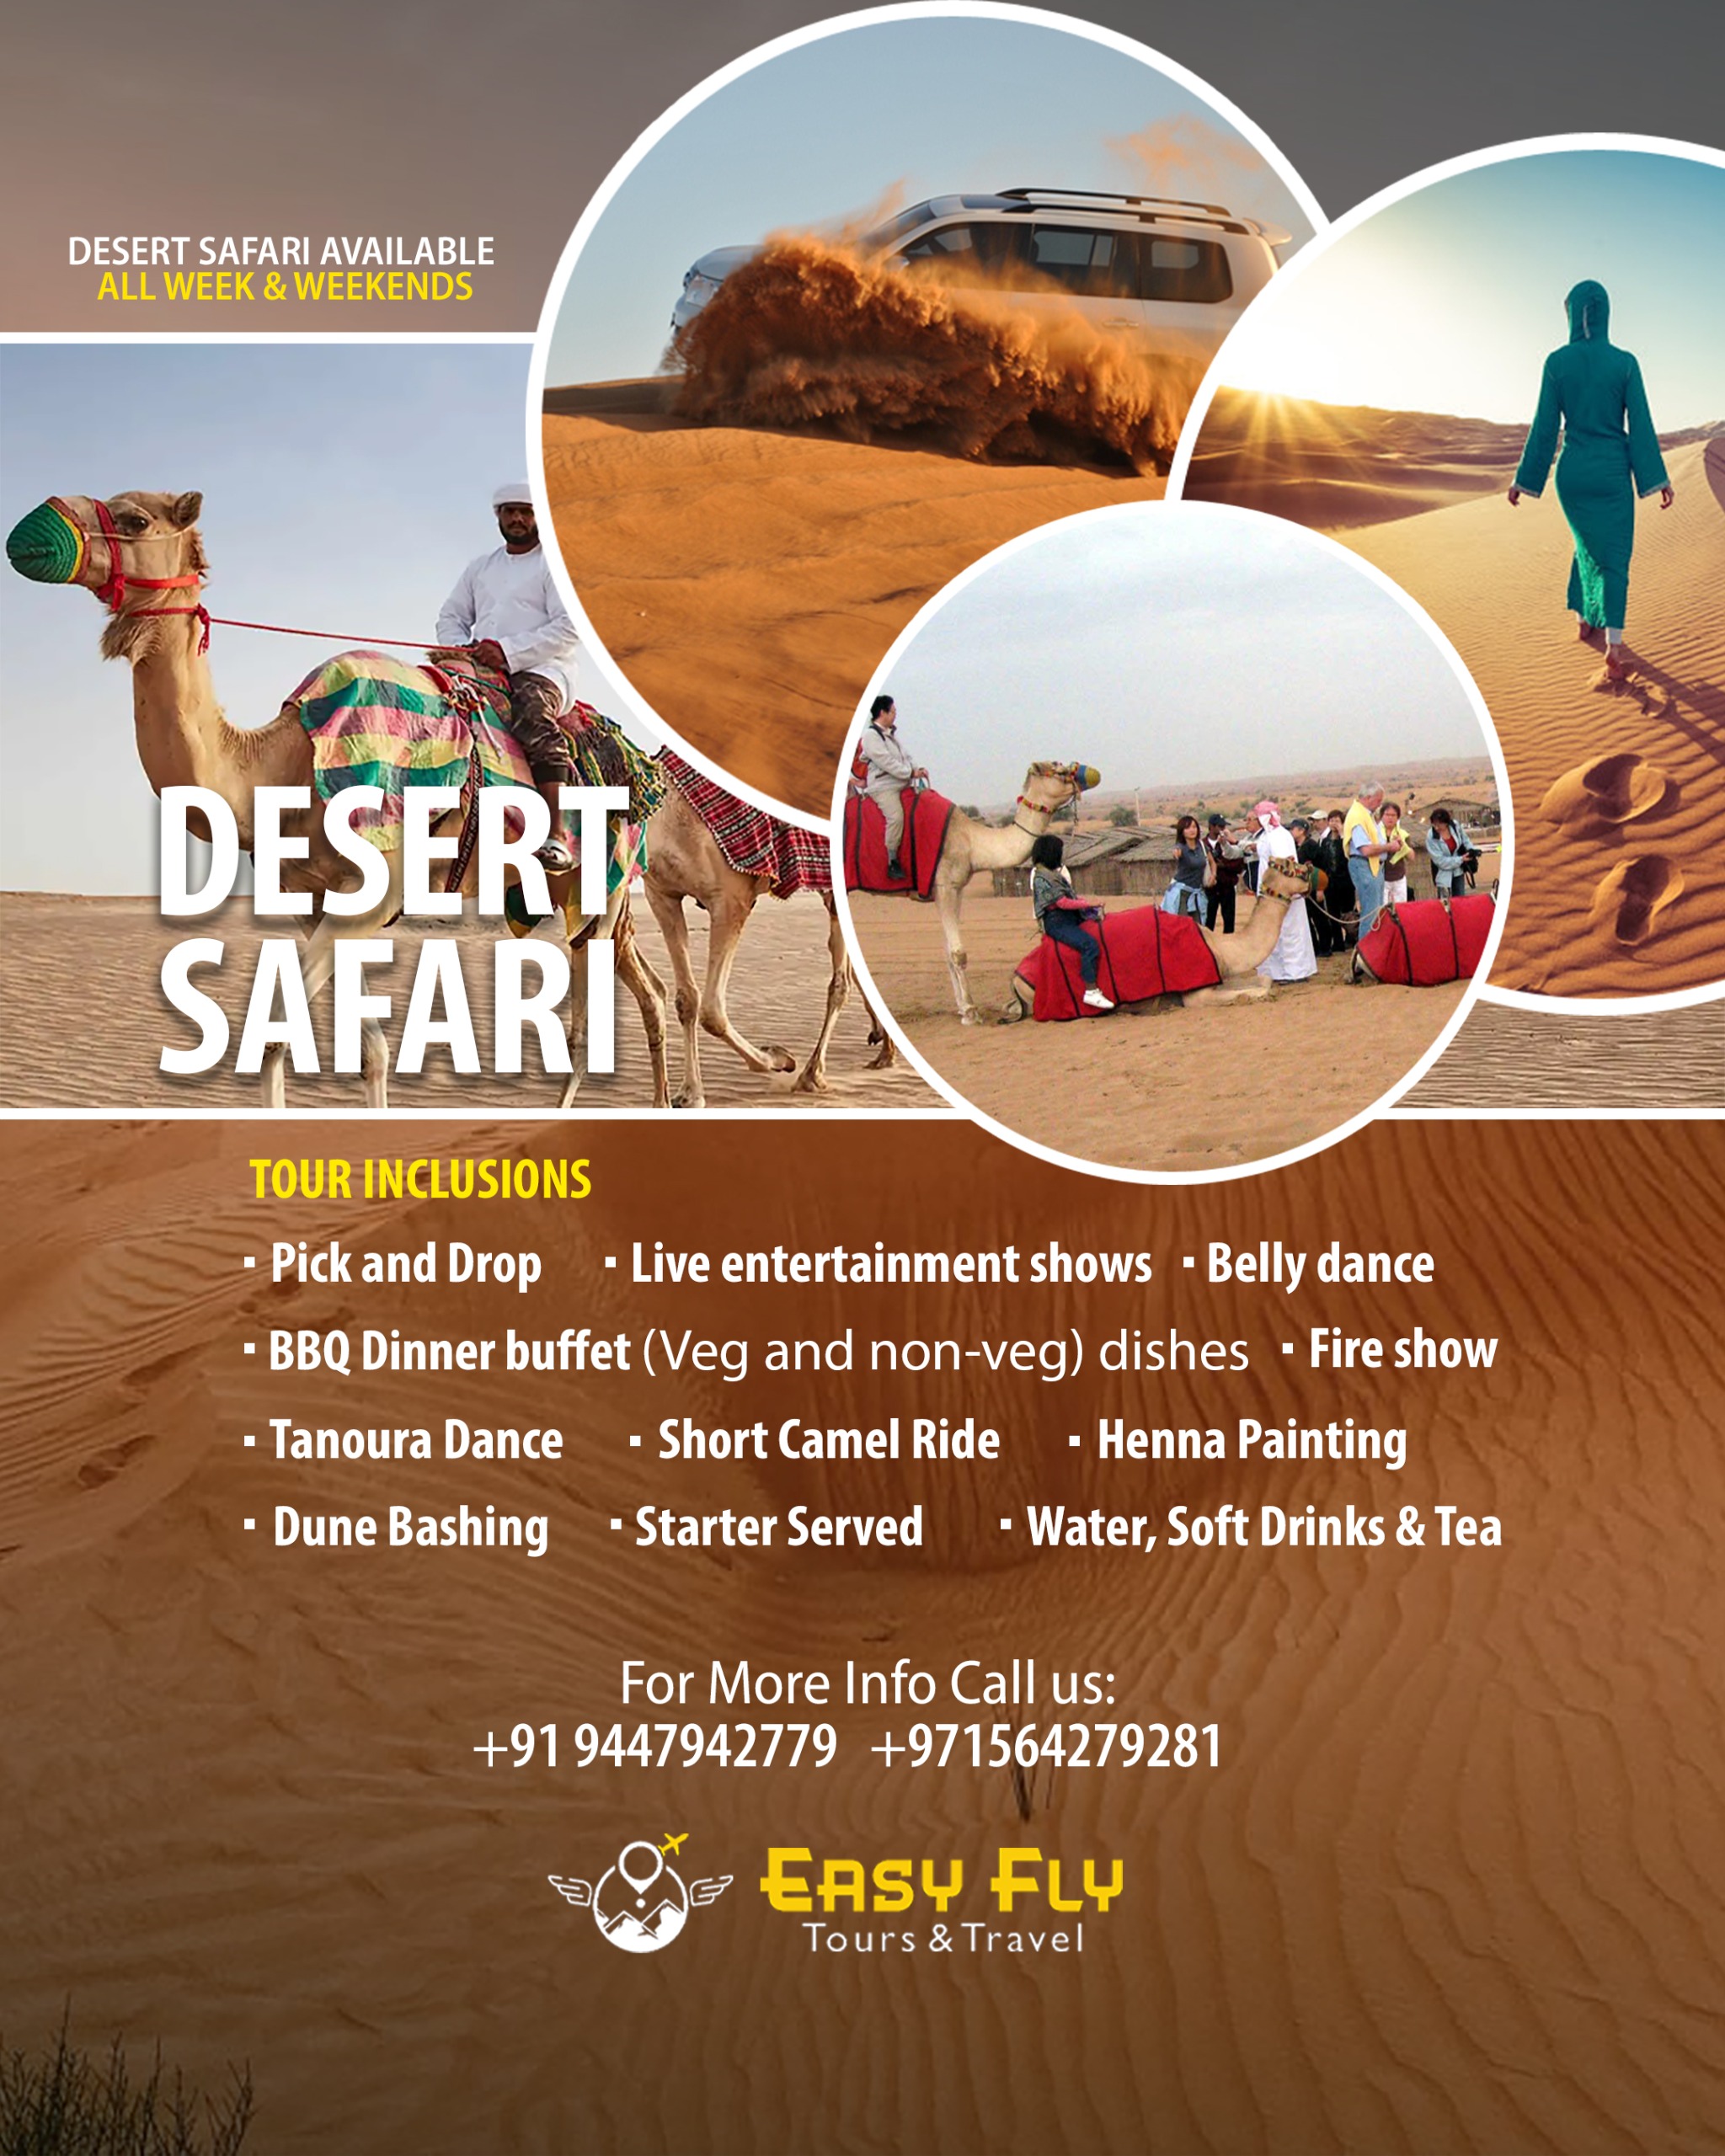 DESERT SAFARI AVAILABLE
ALL WEEK & WEEKENDS
DESERT
SAFARI
TOUR INCLUSIONS
▪ Pick and Drop ▪ Live entertainment shows ▪ Belly dance
▪ BBQ Dinner buffet (Veg and non-veg) dishes ▪ Fire show
▪ Tanoura Dance ▪ Short Camel Ride ▪ Henna Painting
▪ Dune Bashing ▪ Starter Served ▪ Water, Soft Drinks & Tea
For More Info Call us:
+91 9447942779 +971564279281
EASY FLY
Tours & Travel